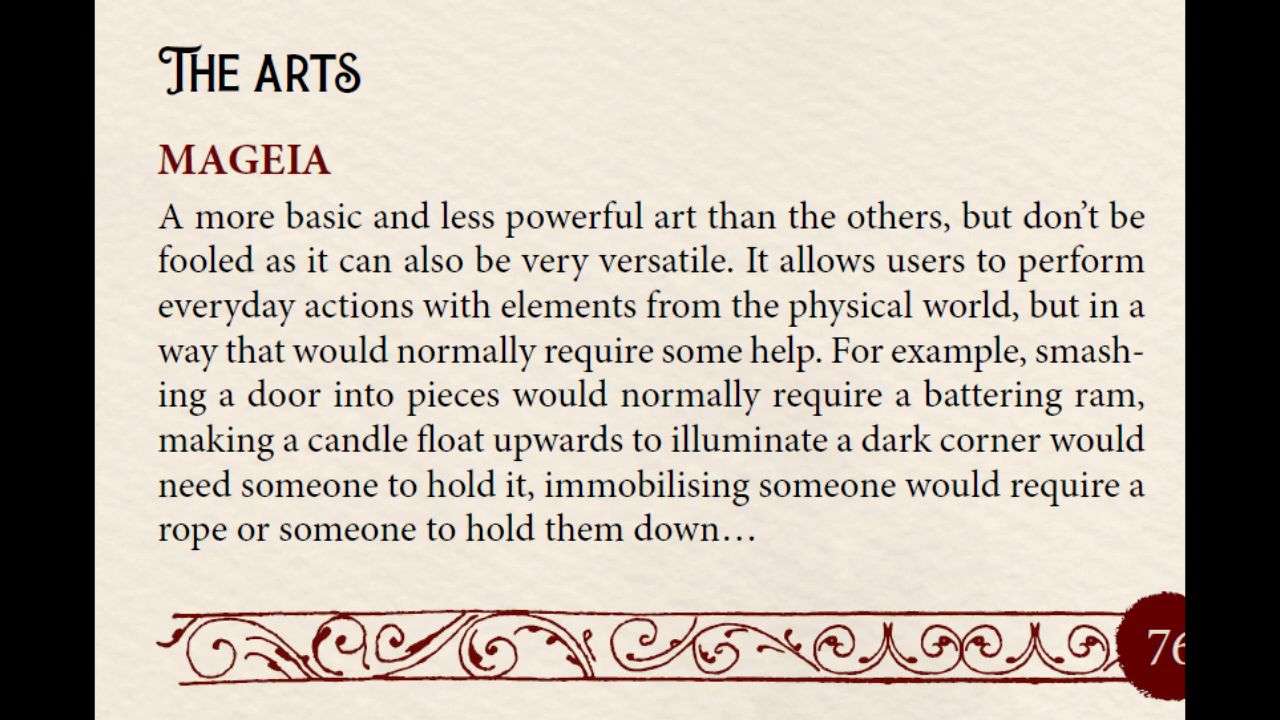 The Arts
MAGEIA
A more basic and less powerful art than the others, but don’t be
fooled as it can also be very versatile. It allows users to perform
everyday actions with elements from the physical world, but in a
way that would normally require some help. For example, smash-
ing a door into pieces would normally require a battering ram,
making a candle float upwards to illuminate a dark corner would
need someone to hold it, immobilising someone would require a
rope or someone to hold them down…
76